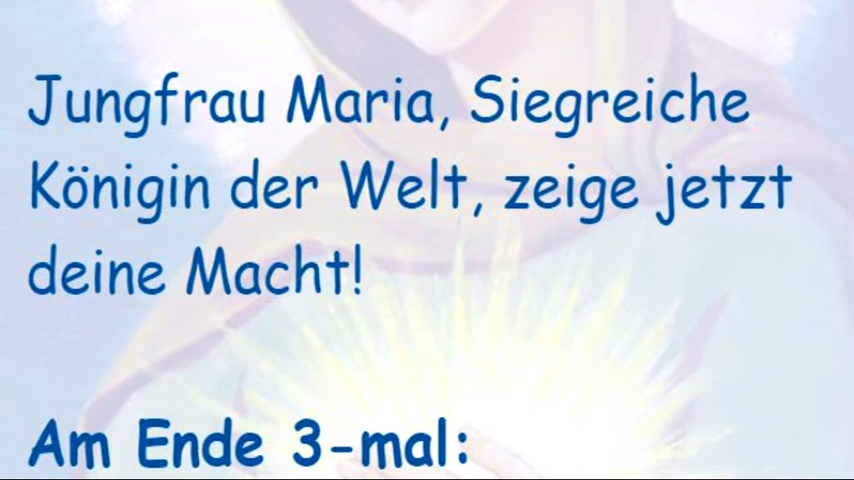 Jungfrau Maria, Siegreiche
Königin der Welt, zeige jetzt
deine Macht!
Am Ende 3-mal: